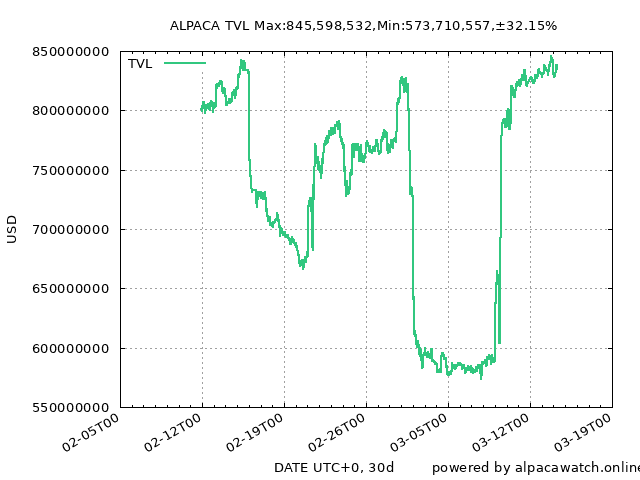 ALPACA TVL Max:845,598,532,Min:573,710,557,±32.15%
TVL
850000000
800000000
750000000
700000000
650000000
600000000
550000000
USD
02-05T00
02-12T00
02-19T00
02-26T00
03-05T00
03-12T00
03-19T00
DATE UTC+0, 30d
powered by alpacawatch.online